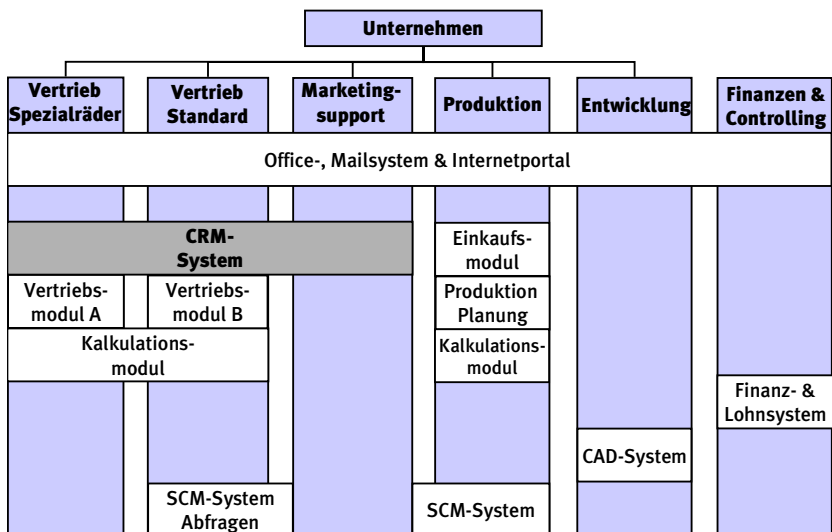 Unternehmen
Vertrieb
Spezialräder
Vertrieb
Standard
Marketing-
support
Produktion
Entwicklung
Finanzen &
Controlling
Office-, Mailsystem & Internetportal
CRM-
System
Einkaufs-
modul
Vertriebs-
modul A
Vertriebs-
modul B
Produktion
Planung
Kalkulations-
modul
Kalkulations-
modul
Finanz- &
Lohnsystem
CAD-System
SCM-System
Abfragen
SCM-System